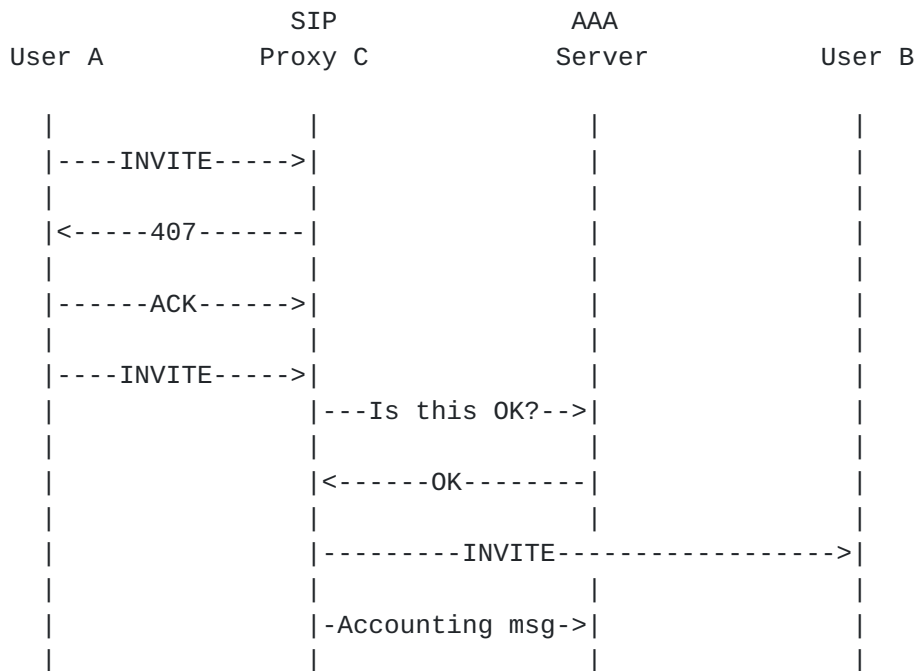 SIP               AAA
User A          Proxy C            Server           User B

  |                 |                  |                 |
  |----INVITE----->|                  |                 |
  |                 |                  |                 |
  |<-----407-------|                  |                 |
  |                 |                  |                 |
  |------ACK------>|                  |                 |
  |                 |                  |                 |
  |----INVITE----->|                  |                 |
  |                 |---Is this OK?-->|                 |
  |                 |                  |                 |
  |                 |<------OK--------|                 |
  |                 |                  |                 |
  |                 |---------INVITE------------------>|
  |                 |                  |                 |
  |                 |-Accounting msg->|                 |
  |                 |                  |                 |